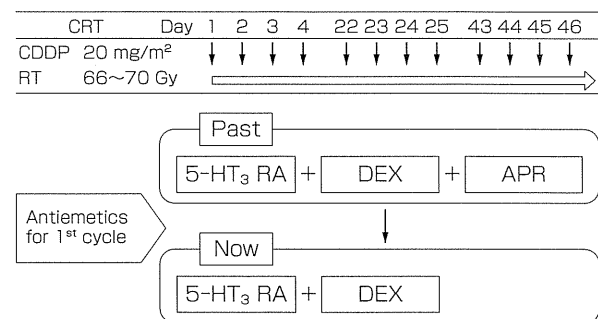 CRT Day 1 2 3 4 22 23 24 25 43 44 45 46
CDDP 20 mg/m²
RT 66~70 Gy
Past
5-HT₃ RA + DEX + APR
Antiemetics
for 1ˢᵗ cycle
Now
5-HT₃ RA + DEX